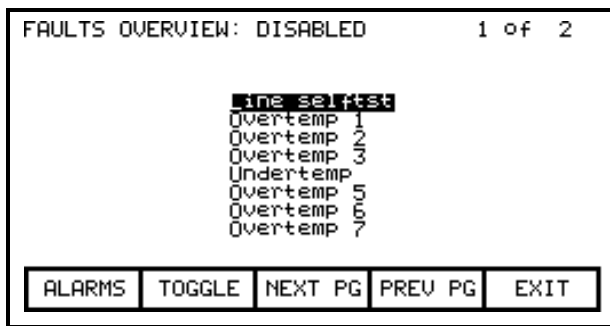 FAULTS OVERVIEW: DISABLED 1 of 2
Line selftst
Overtemp 1
Overtemp 2
Overtemp 3
Undertemp
Overtemp 5
Overtemp 6
Overtemp 7
ALARMS TOGGLE NEXT PG PREV PG EXIT